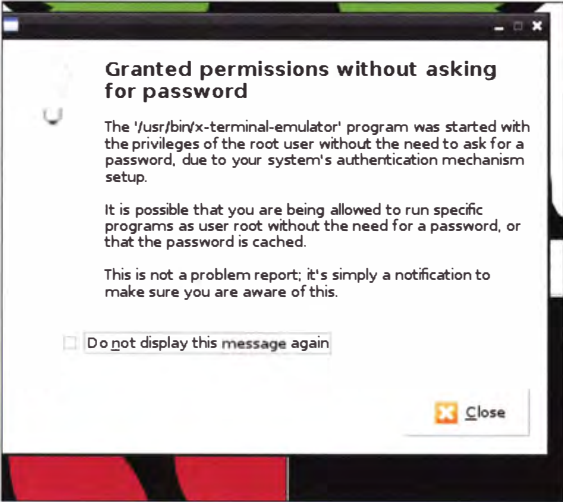 Granted permissions without asking
for password
The '/usr/bin/x-terminal-emulator' program was started with
the privileges of the root user without the need to ask for a
password, due to your system's authentication mechanism
setup.
It is possible that you are being allowed to run specific
programs as user root without the need for a password, or
that the password is cached.
This is not a problem report; it's simply a notification to
make sure you are aware of this.
Do not display this message again
Close